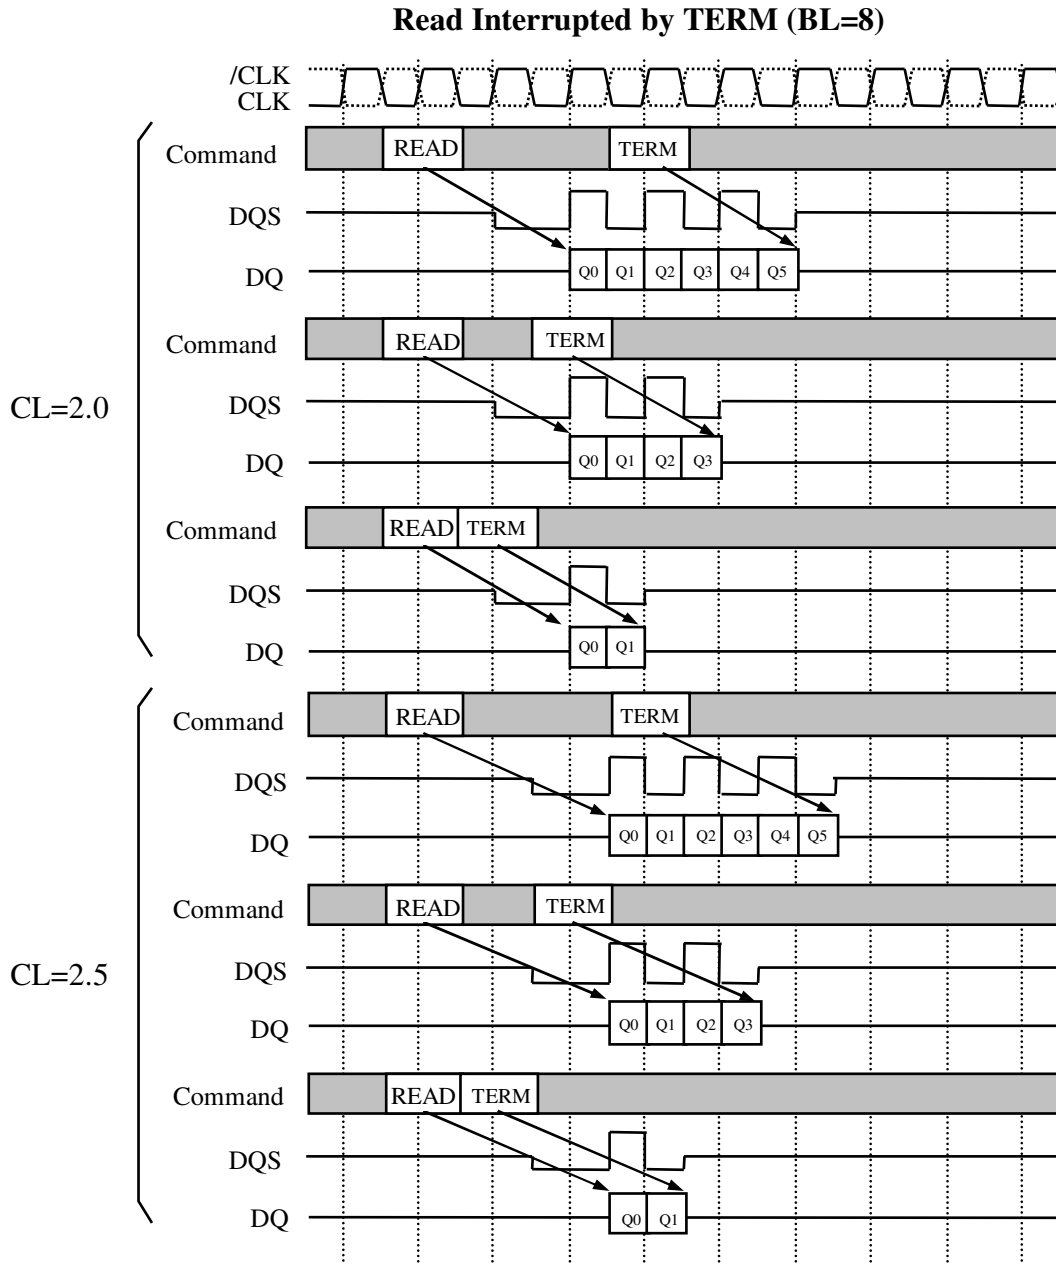 Read Interrupted by TERM (BL=8)
/CLK
CLK
Command READ TERM
DQS
DQ Q0 Q1 Q2 Q3 Q4 Q5
Command READ TERM
CL=2.0
DQS
DQ Q0 Q1 Q2 Q3
Command READ TERM
DQS
DQ Q0 Q1
Command READ TERM
DQS
DQ Q0 Q1 Q2 Q3 Q4 Q5
Command READ TERM
CL=2.5
DQS
DQ Q0 Q1 Q2 Q3
Command READ TERM
DQS
DQ Q0 Q1